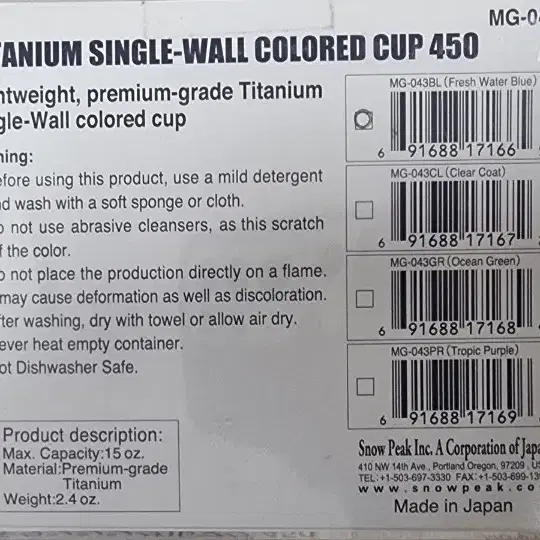 MG-0
TANIUM SINGLE-WALL COLORED CUP 450
htweight, premium-grade Titanium
gle-Wall colored cup
ning:
efore using this product, use a mild detergent
nd wash with a soft sponge or cloth.
o not use abrasive cleansers, as this scratch
f the color.
o not place the production directly on a flame.
may cause deformation as well as discoloration.
fter washing, dry with towel or allow air dry.
ever heat empty container.
ot Dishwasher Safe.
Product description:
Max. Capacity:15 oz.
Material:Premium-grade
Titanium
Weight:2.4 oz.
MG-043BL (Fresh Water Blue)
6 91688 17166
MG-043CL (Clear Coat)
6 91688 17167
MG-043GR (Ocean Green)
6 91688 17168
MG-043PR (Tropic Purple)
6 91688 17169
Snow Peak Inc. A Corporation of Japa
410 NW 14th Ave., Portland Oregon, 97209, US
TEL:+1-503-697-3330 FAX:+1-503-699-13
www.snowpeak.co
Made in Japan